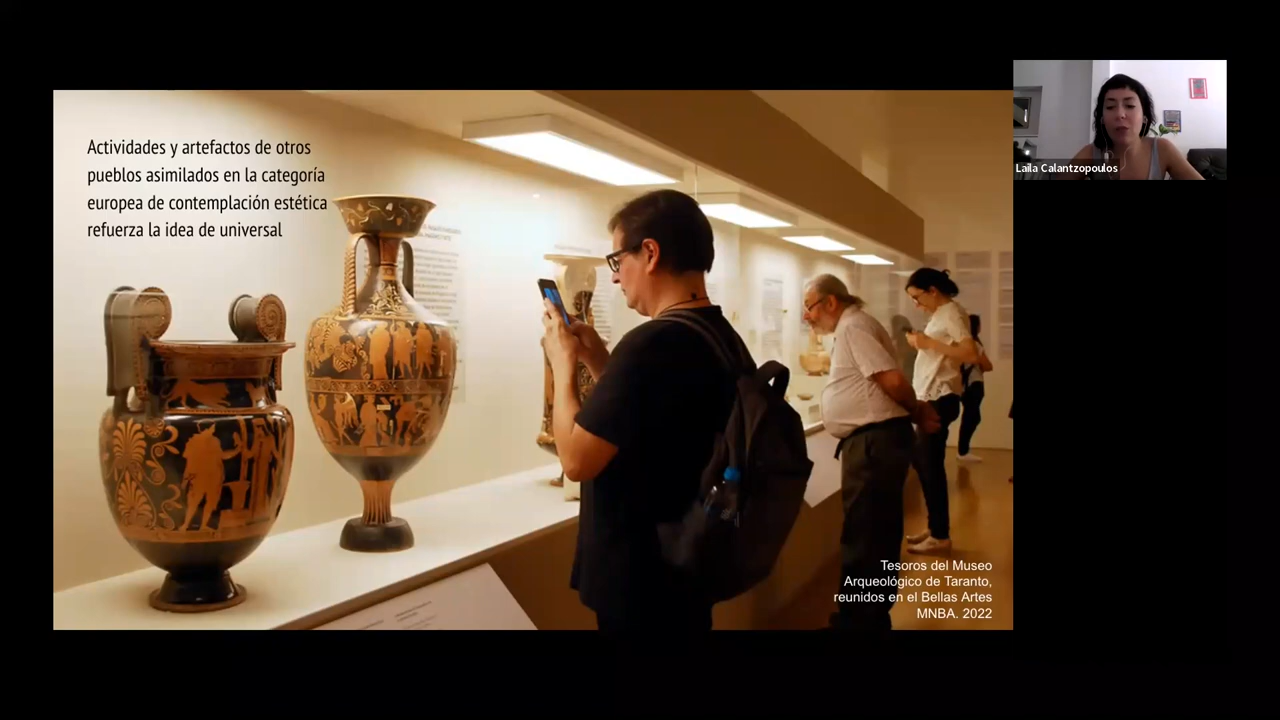 Actividades y artefactos de otros
pueblos asimilados en la categoría
europea de contemplación estética
refuerza la idea de universal
Laila Calantzopoulos
Tesoros del Museo
Arqueológico de Taranto,
reunidos en el Bellas Artes
MNBA. 2022